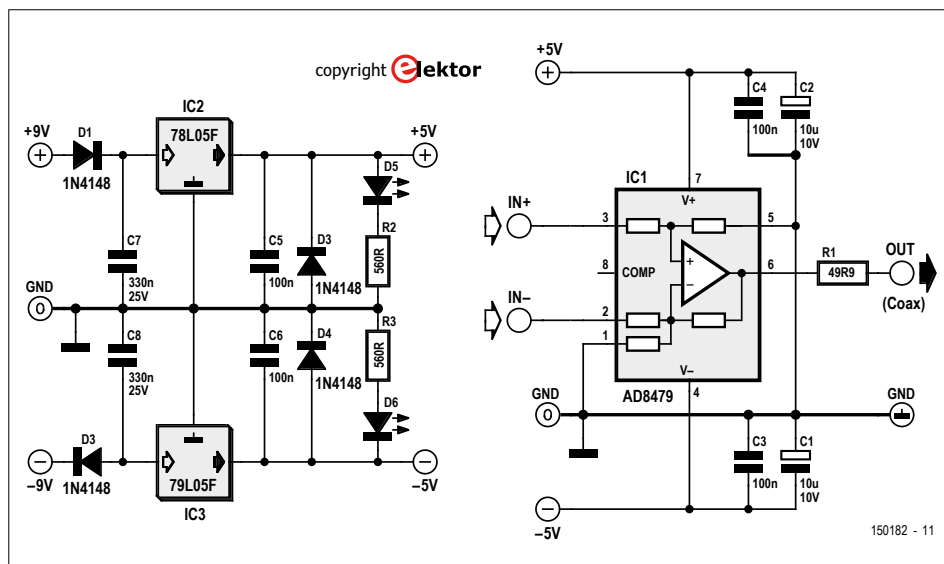 copyright elektor
IC2
78L05F
+9V
D1
1N4148
+5V
D5
R2
560R
C7
330n
25V
C5
100n
D3
1N4148
GND
0
C8
330n
25V
C6
100n
D4
1N4148
R3
560R
D6
–9V
D3
1N4148
79L05F
IC3
–5V
+5V
C4
100n
C2
10u
10V
IC1
7
V+
IN+
3
5
8
COMP
+
–
6
R1
49R9
OUT
(Coax)
IN–
2
1
V–
4
AD8479
GND
0
GND
C3
100n
C1
10u
10V
–5V
150182 - 11